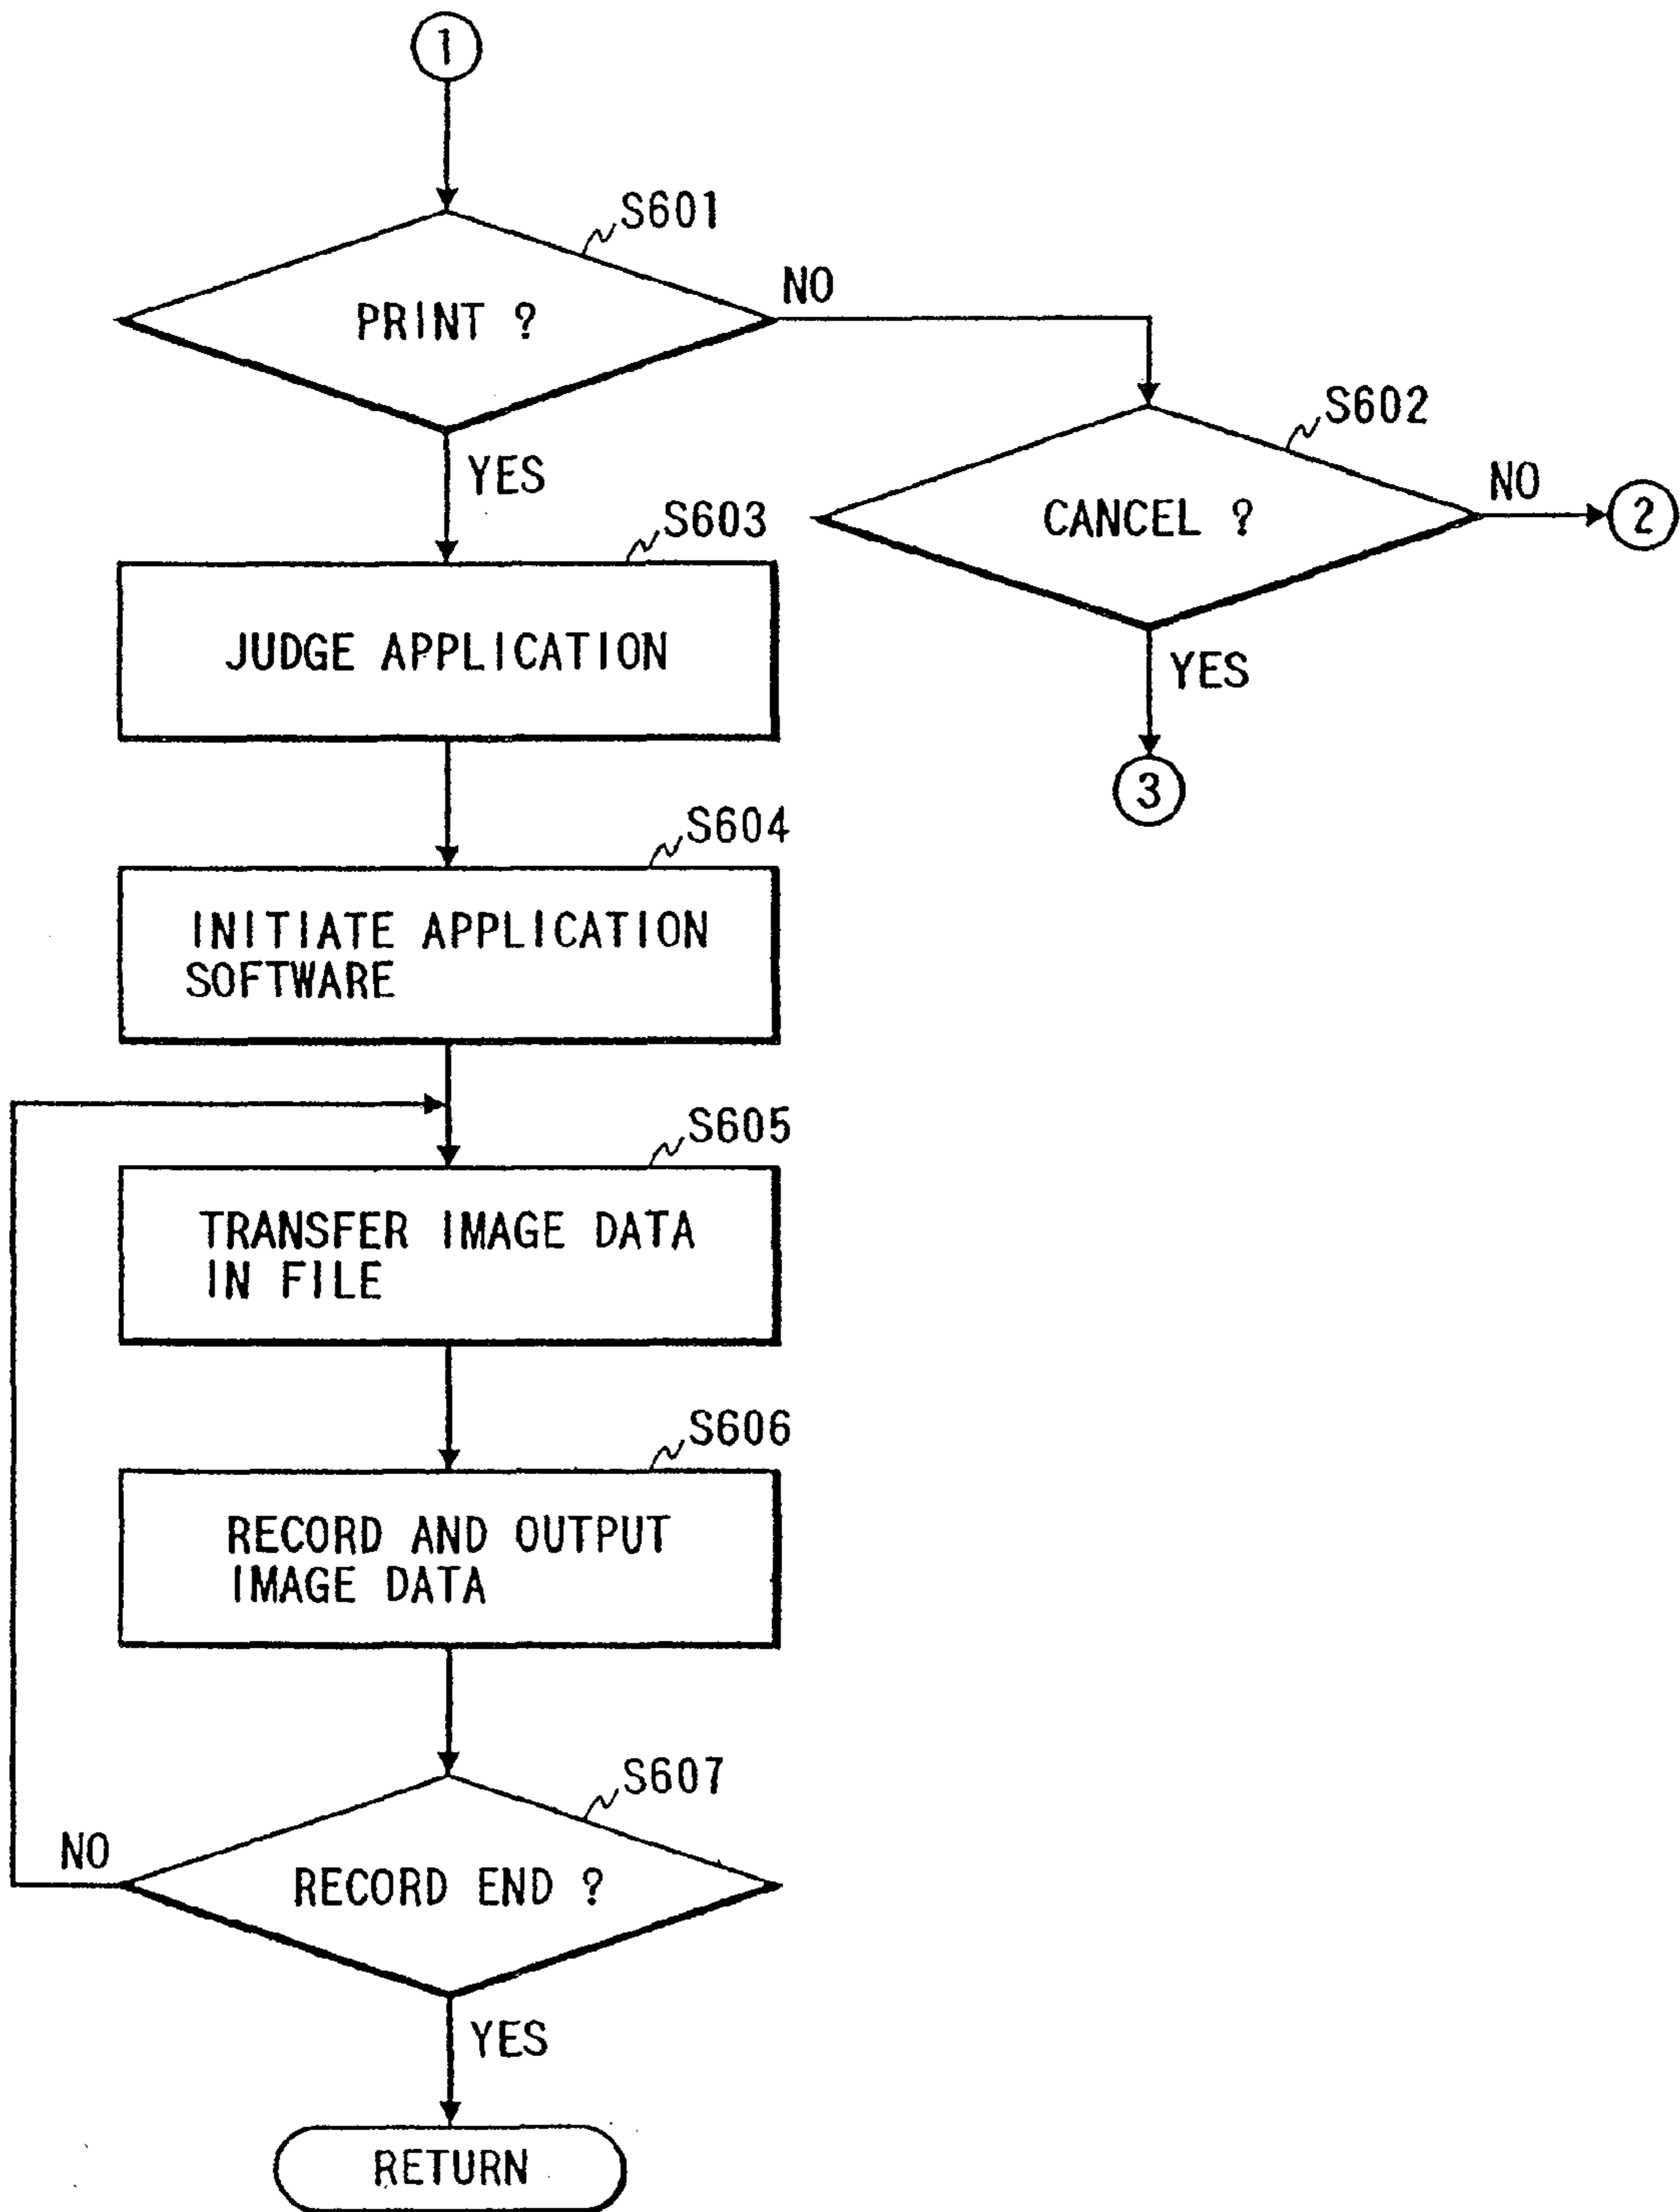 1
S601
PRINT ?
NO
YES
S602
CANCEL ?
NO
2
YES
3
S603
JUDGE APPLICATION
S604
INITIATE APPLICATION
SOFTWARE
S605
TRANSFER IMAGE DATA
IN FILE
S606
RECORD AND OUTPUT
IMAGE DATA
S607
NO
RECORD END ?
YES
RETURN